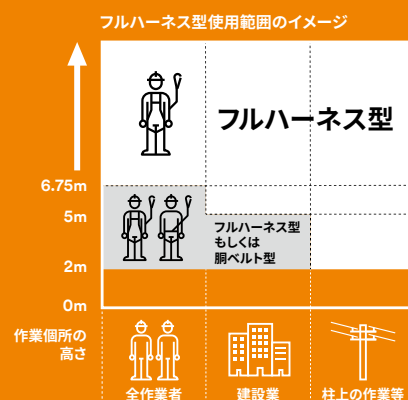 フルハーネス型使用範囲のイメージ
フルハーネス型
6.75m
5m
フルハーネス型
もしくは
胴ベルト型
2m
0m
作業個所の
高さ
全作業者
建設業
柱上の作業等